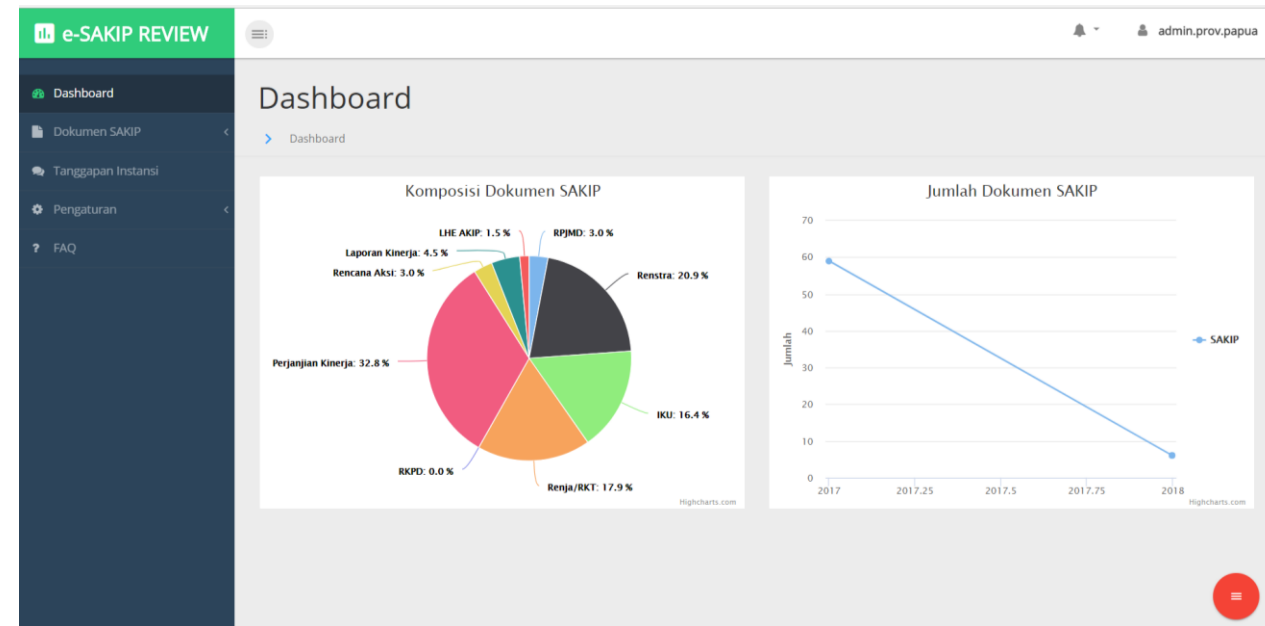 e-SAKIP REVIEW
admin.prov.papua
Dashboard
Dokumen SAKIP
Tanggapan Instansi
Pengaturan
? FAQ
Dashboard
Dashboard
Komposisi Dokumen SAKIP
LHE AKIP: 1.5 %
RPJMD: 3.0 %
Laporan Kinerja: 4.5 %
Rencana Aksi: 3.0 %
Renstra: 20.9 %
Perjanjian Kinerja: 32.8 %
IKU: 16.4 %
RKPD: 0.0 %
Renja/RKT: 17.9 %
Highcharts.com
Jumlah Dokumen SAKIP
Jumlah
70
60
50
40
30
20
10
0
2017 2017.25 2017.5 2017.75 2018
SAKIP
Highcharts.com